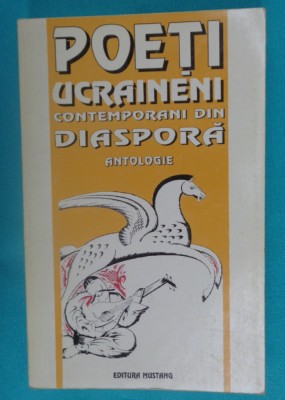 POEȚI
UCRAINENI
CONTEMPORANI DIN
DIASPORĂ
ANTOLOGIE
EDITURA MUSTANG